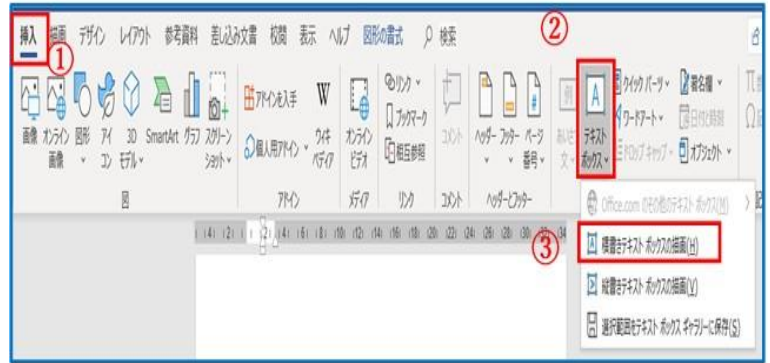 挿入 描画 デザイン レイアウト 参考資料 差し込み文書 校閲 表示 ヘルプ 図形の書式 検索
① ②
画像 オンライン画像 図形 アイコン 3Dモデル SmartArt グラフ スクリーンショット
アドインを入手
個人用アドイン
ウィキペディア
オンラインビデオ
リンク
ブックマーク
相互参照
コメント
ヘッダー フッター ページ番号
テキストボックス
クイック パーツ
ワードアート
ドロップ キャップ
署名欄
日付と時刻
オブジェクト
図 アドイン メディア リンク コメント ヘッダーとフッター
Office.com のその他のテキスト ボックス(M)
③
横書きテキスト ボックスの描画(H)
縦書きテキスト ボックスの描画(V)
選択範囲をテキスト ボックス ギャラリーに保存(S)